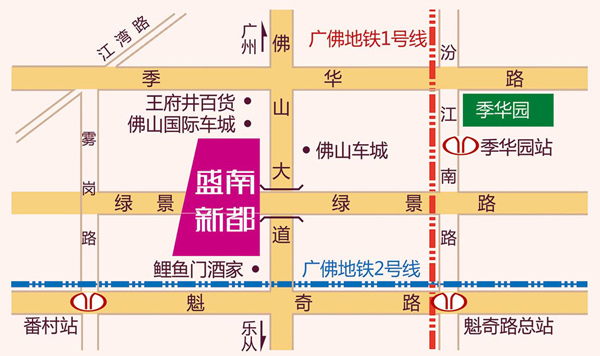 江湾路
广州
佛山大道
广佛地铁1号线
汾江南路
季华路
王府井百货
佛山国际车城
季华园
佛山车城
季华园站
雾岗路
盛南
新都
绿景
绿景路
鲤鱼门酒家
广佛地铁2号线
魁奇路
番村站
乐从
魁奇路总站